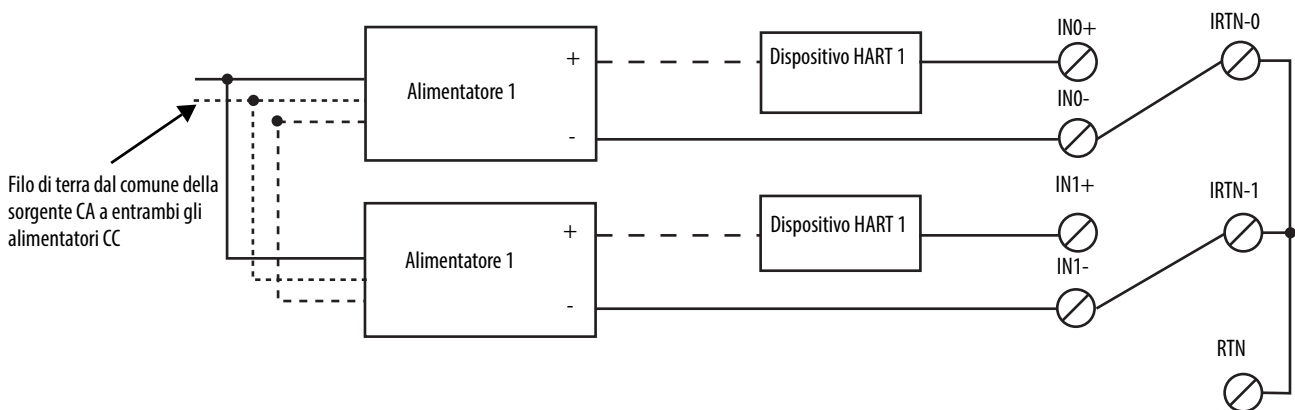 IRTN-0
IN0+
+
Dispositivo HART 1
Alimentatore 1
IN0-
-
Filo di terra dal comune della
sorgente CA a entrambi gli
alimentatori CC
IN1+
IRTN-1
+
Dispositivo HART 1
Alimentatore 1
IN1-
-
RTN